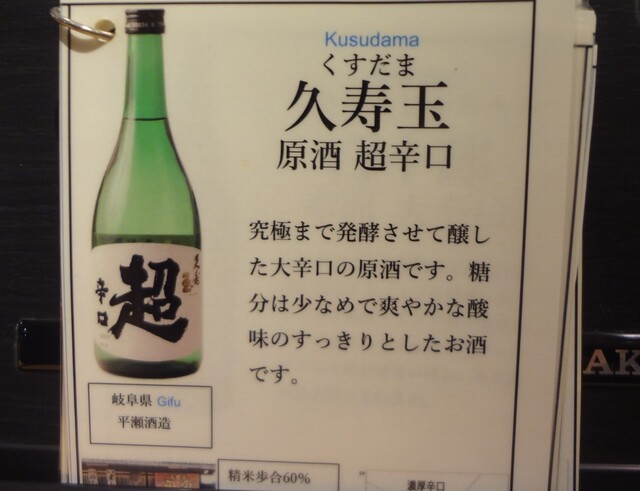 Kusudama
くすだま
久寿玉
原酒 超辛口
究極まで発酵させて醸し
た大辛口の原酒です。糖
分は少なめで爽やかな酸
味のすっきりとしたお酒
です。
超
辛口
岐阜県 Gifu
平瀬酒造
精米歩合60%
濃厚辛口
AK